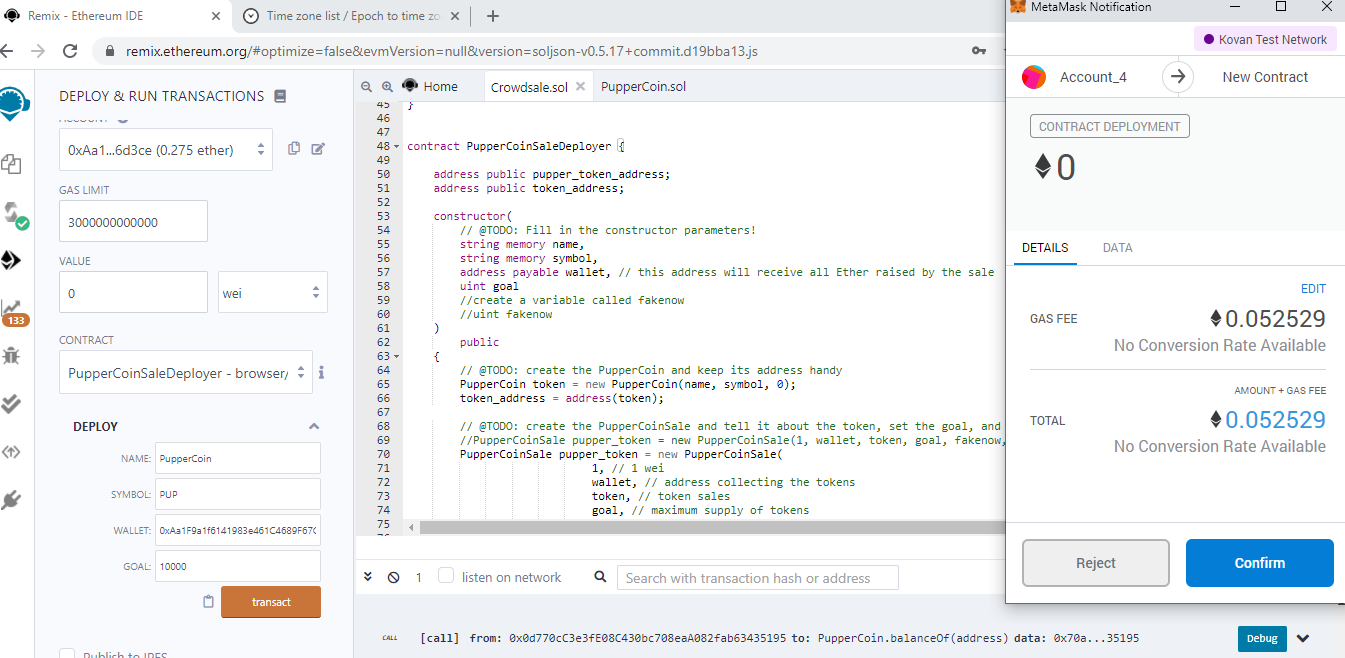 Remix - Ethereum IDE
Time zone list / Epoch to time zo
MetaMask Notification
remix.ethereum.org/#optimize=false&evmVersion=null&version=soljson-v0.5.17+commit.d19bba13.js
Kovan Test Network
Account_4
New Contract
CONTRACT DEPLOYMENT
0
DETAILS
DATA
EDIT
GAS FEE
0.052529
No Conversion Rate Available
AMOUNT + GAS FEE
TOTAL
0.052529
No Conversion Rate Available
Reject
Confirm
DEPLOY & RUN TRANSACTIONS
ACCOUNT
0xAa1...6d3ce (0.275 ether)
GAS LIMIT
3000000000000
VALUE
0
wei
133
CONTRACT
PupperCoinSaleDeployer - browser/
DEPLOY
NAME: PupperCoin
SYMBOL: PUP
WALLET: 0xAa1F9a1f6141983e461C4689F67C
GOAL: 10000
transact
Publish to IPFS
Home
Crowdsale.sol
PupperCoin.sol
45 }
46
47
48 contract PupperCoinSaleDeployer {
49
50 address public pupper_token_address;
51 address public token_address;
52
53 constructor(
54 // @TODO: Fill in the constructor parameters!
55 string memory name,
56 string memory symbol,
57 address payable wallet, // this address will receive all Ether raised by the sale
58 uint goal
59 //create a variable called fakenow
60 //uint fakenow
61 )
62 public
63 {
64 // @TODO: create the PupperCoin and keep its address handy
65 PupperCoin token = new PupperCoin(name, symbol, 0);
66 token_address = address(token);
67
68 // @TODO: create the PupperCoinSale and tell it about the token, set the goal, and
69 //PupperCoinSale pupper_token = new PupperCoinSale(1, wallet, token, goal, fakenow,
70 PupperCoinSale pupper_token = new PupperCoinSale(
71 1, // 1 wei
72 wallet, // address collecting the tokens
73 token, // token sales
74 goal, // maximum supply of tokens
75
76
1
listen on network
Search with transaction hash or address
CALL [call] from: 0x0d770cC3e3fE08C430bc708eaA082fab63435195 to: PupperCoin.balanceOf(address) data: 0x70a...35195
Debug